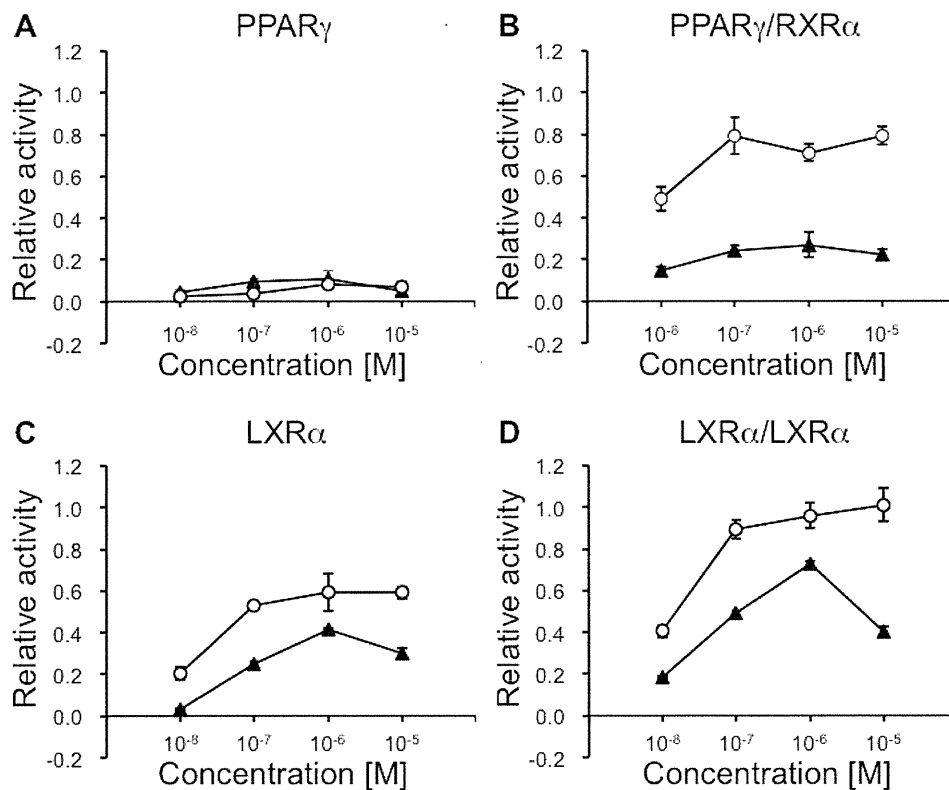 A PPARγ
1.2
1.0
0.8
0.6
0.4
0.2
0.0
-0.2
Relative activity
10⁻⁸ 10⁻⁷ 10⁻⁶ 10⁻⁵
Concentration [M]
B PPARγ/RXRα
1.2
1.0
0.8
0.6
0.4
0.2
0.0
-0.2
Relative activity
10⁻⁸ 10⁻⁷ 10⁻⁶ 10⁻⁵
Concentration [M]
C LXRα
1.2
1.0
0.8
0.6
0.4
0.2
0.0
-0.2
Relative activity
10⁻⁸ 10⁻⁷ 10⁻⁶ 10⁻⁵
Concentration [M]
D LXRα/LXRα
1.2
1.0
0.8
0.6
0.4
0.2
0.0
-0.2
Relative activity
10⁻⁸ 10⁻⁷ 10⁻⁶ 10⁻⁵
Concentration [M]